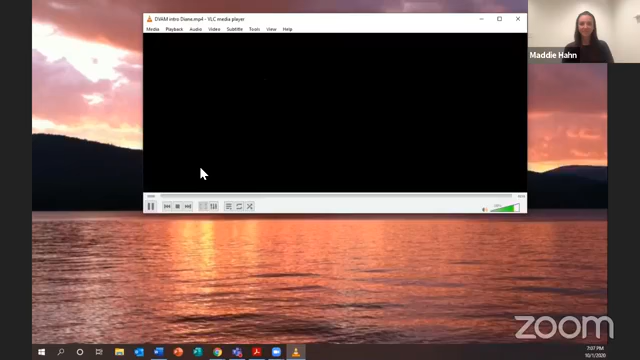 DVAM intro Diana.mp4 - VLC media player
Media Playback Audio Video Subtitle Tools View Help
Maddie Hahn
zoom
7:07 PM
10/1/2020